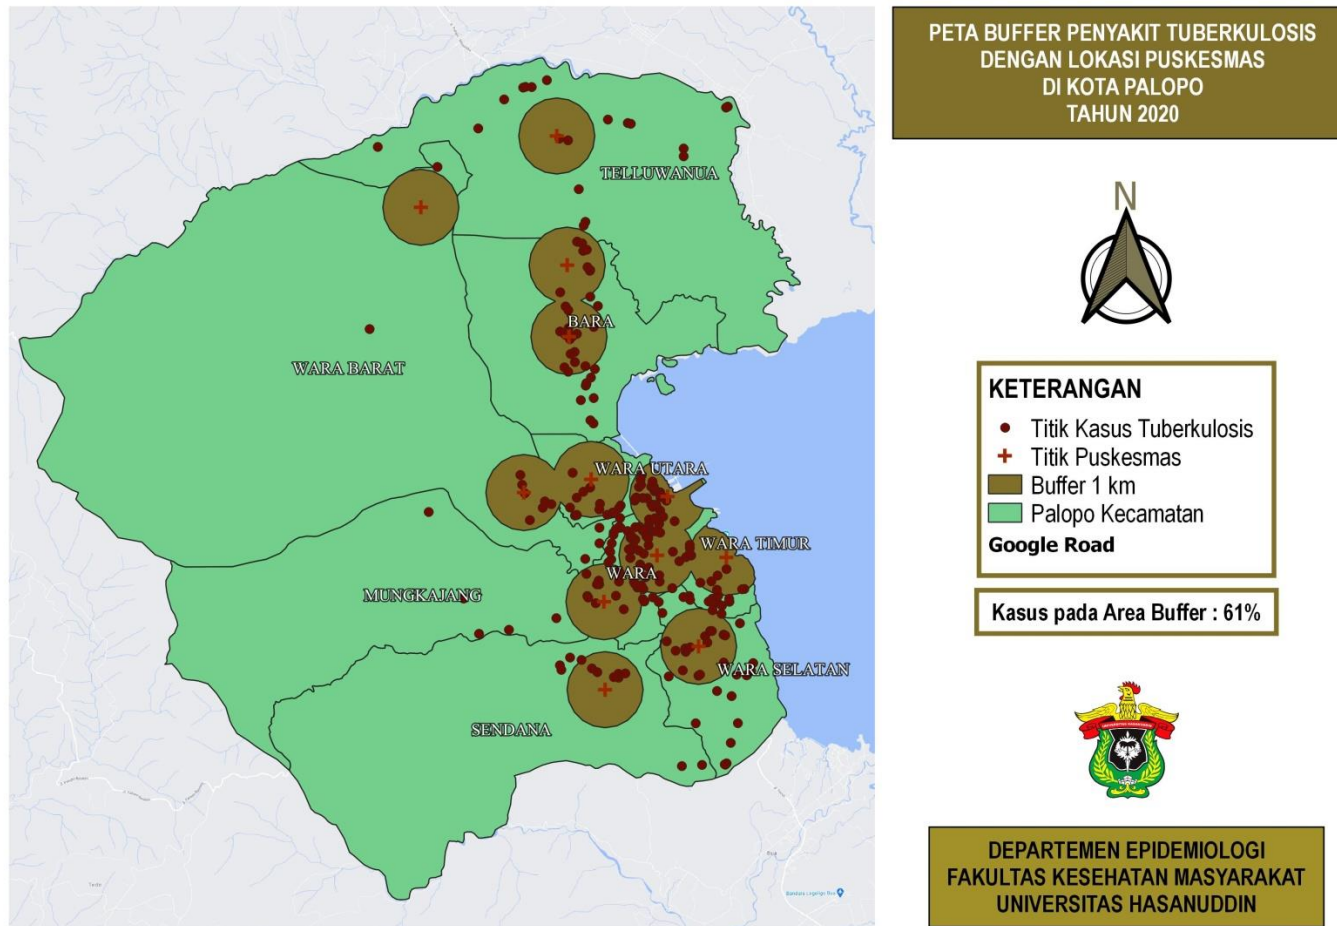 PETA BUFFER PENYAKIT TUBERKULOSIS
DENGAN LOKASI PUSKESMAS
DI KOTA PALOPO
TAHUN 2020
N
TELLUWANUA
BARA
WARA BARAT
WARA UTARA
WARA TIMUR
WARA
MUNGKAJANG
WARA SELATAN
SENDANA
KETERANGAN
Titik Kasus Tuberkulosis
Titik Puskesmas
Buffer 1 km
Palopo Kecamatan
Google Road
Kasus pada Area Buffer : 61%
UNIVERSITAS HASANUDDIN
DEPARTEMEN EPIDEMIOLOGI
FAKULTAS KESEHATAN MASYARAKAT
UNIVERSITAS HASANUDDIN